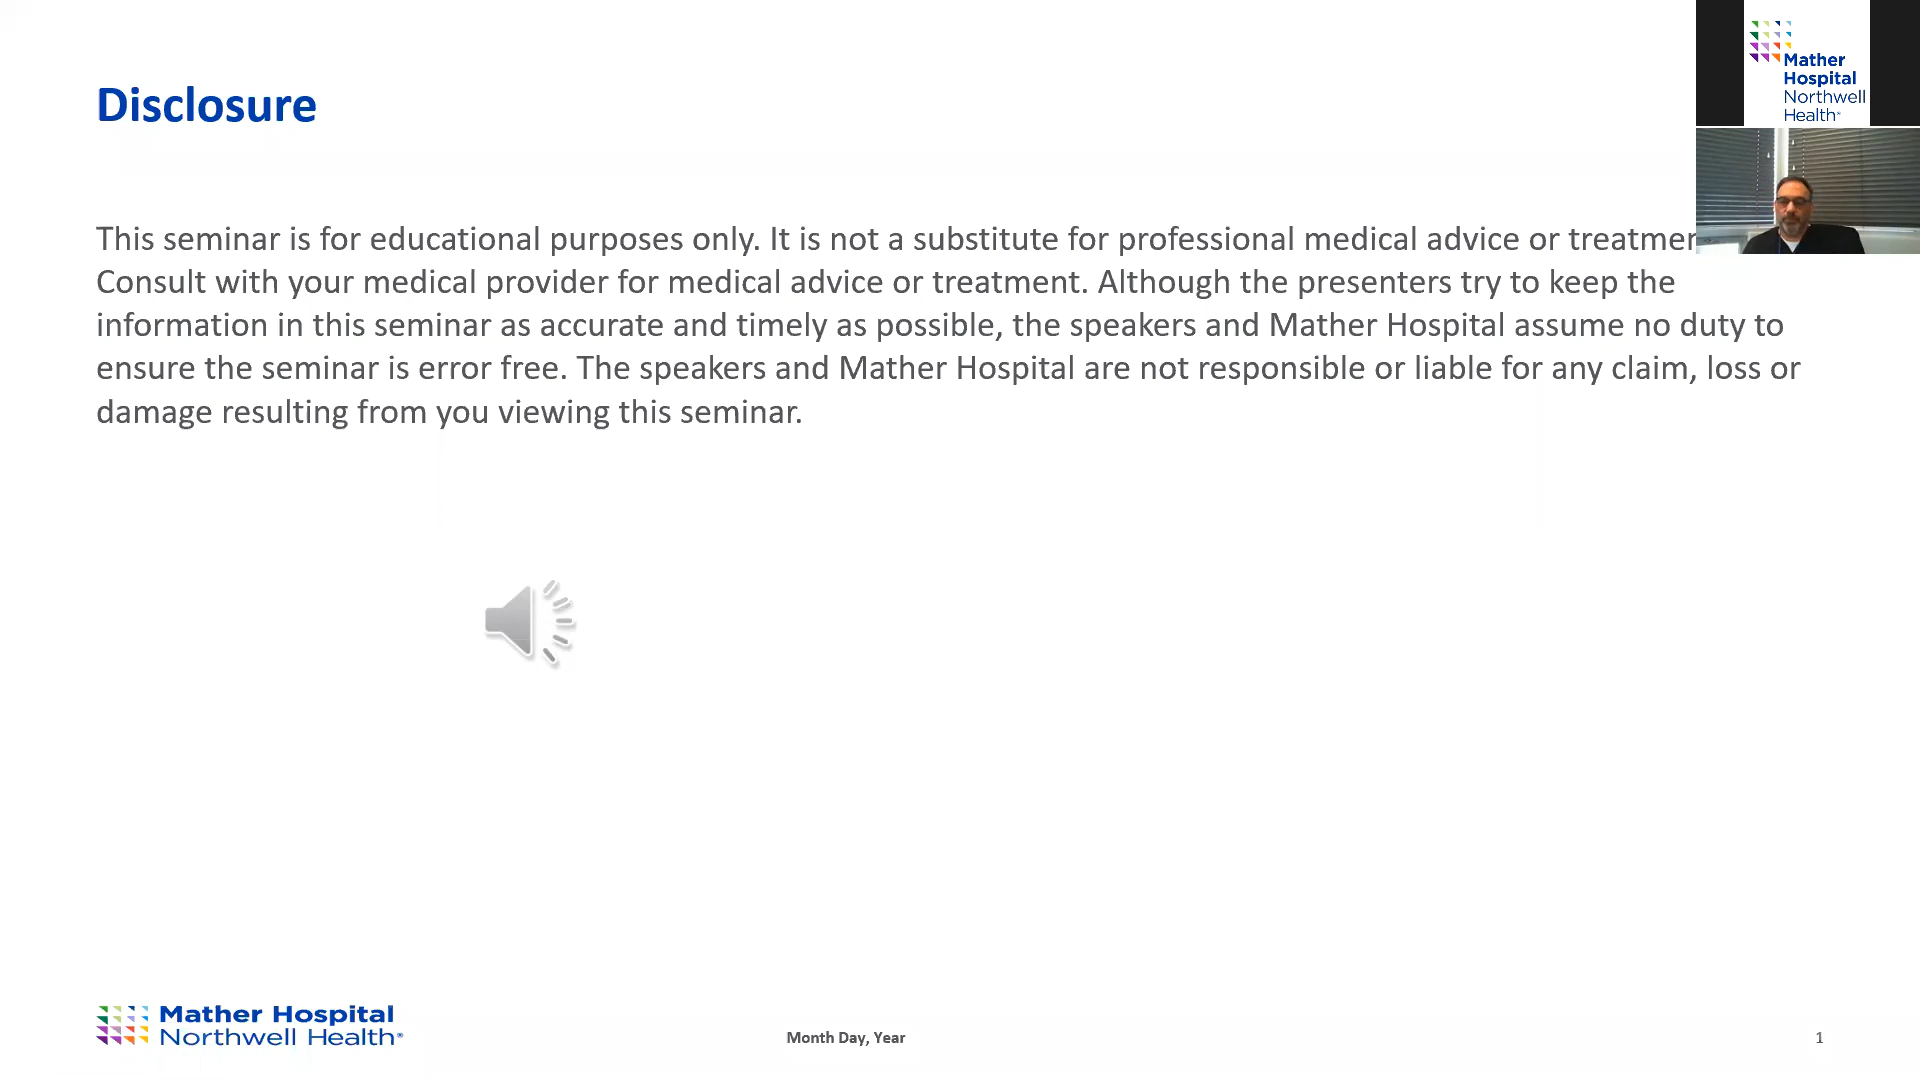 Disclosure
Mather
Hospital
Northwell
Health
This seminar is for educational purposes only. It is not a substitute for professional medical advice or
Consult with your medical provider for medical advice or treatment. Although the presenters try to keep the
information in this seminar as accurate and timely as possible, the speakers and Mather Hospital assume no duty to
ensure the seminar is error free. The speakers and Mather Hospital are not responsible or liable for any claim, loss or
damage resulting from you viewing this seminar.
Mather Hospital
Northwell Health®
Month Day, Year
1